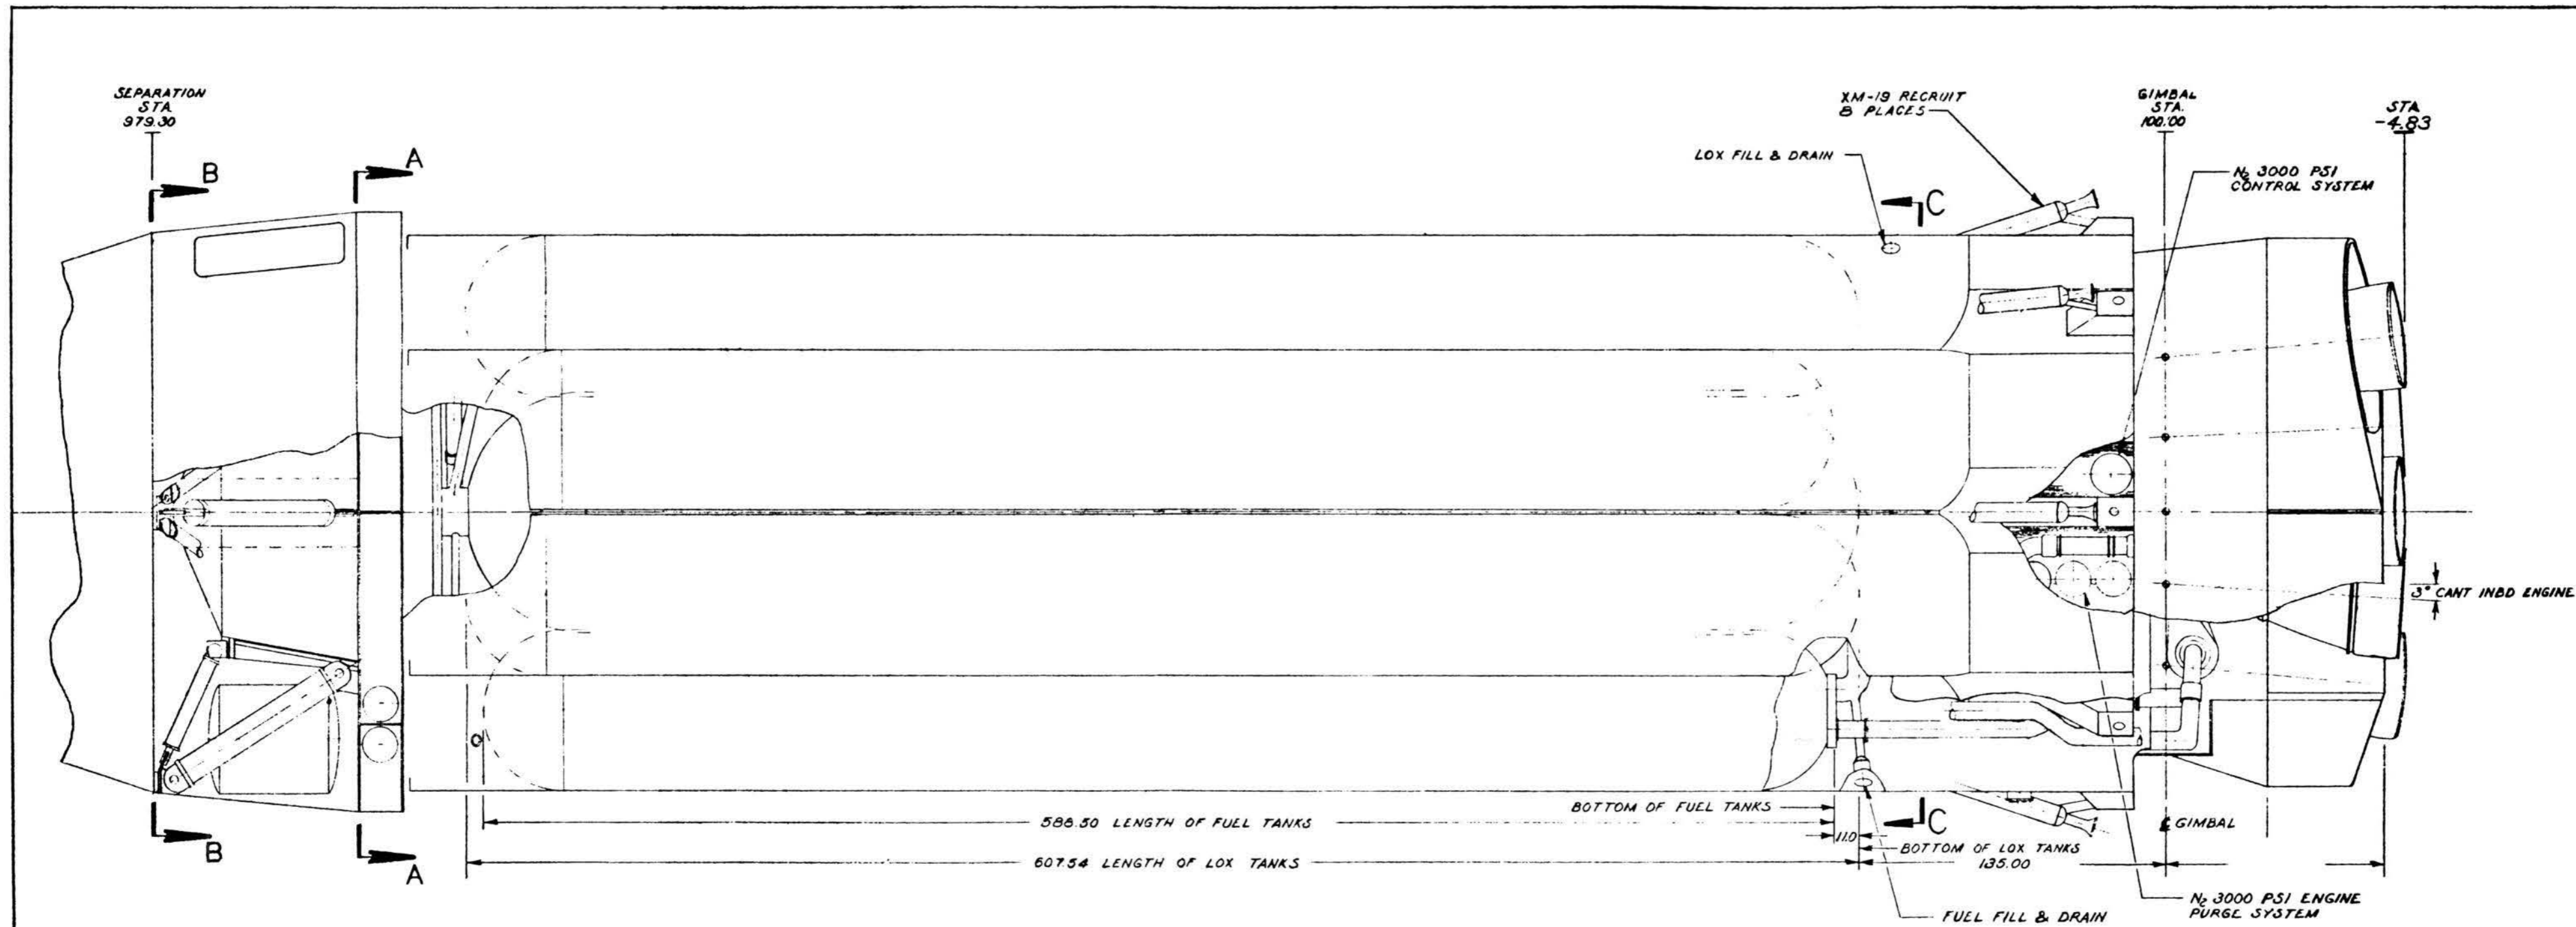 SEPARATION
STA
979.30
B
A
XM-19 RECRUIT
8 PLACES
LOX FILL & DRAIN
C
GIMBAL
STA.
100.00
STA
-4.83
N₂ 3000 PSI
CONTROL SYSTEM
3° CANT INBD ENGINE
BOTTOM OF FUEL TANKS
588.50 LENGTH OF FUEL TANKS
11.0
C
℄ GIMBAL
B
A
607.54 LENGTH OF LOX TANKS
BOTTOM OF LOX TANKS
135.00
FUEL FILL & DRAIN
N₂ 3000 PSI ENGINE
PURGE SYSTEM